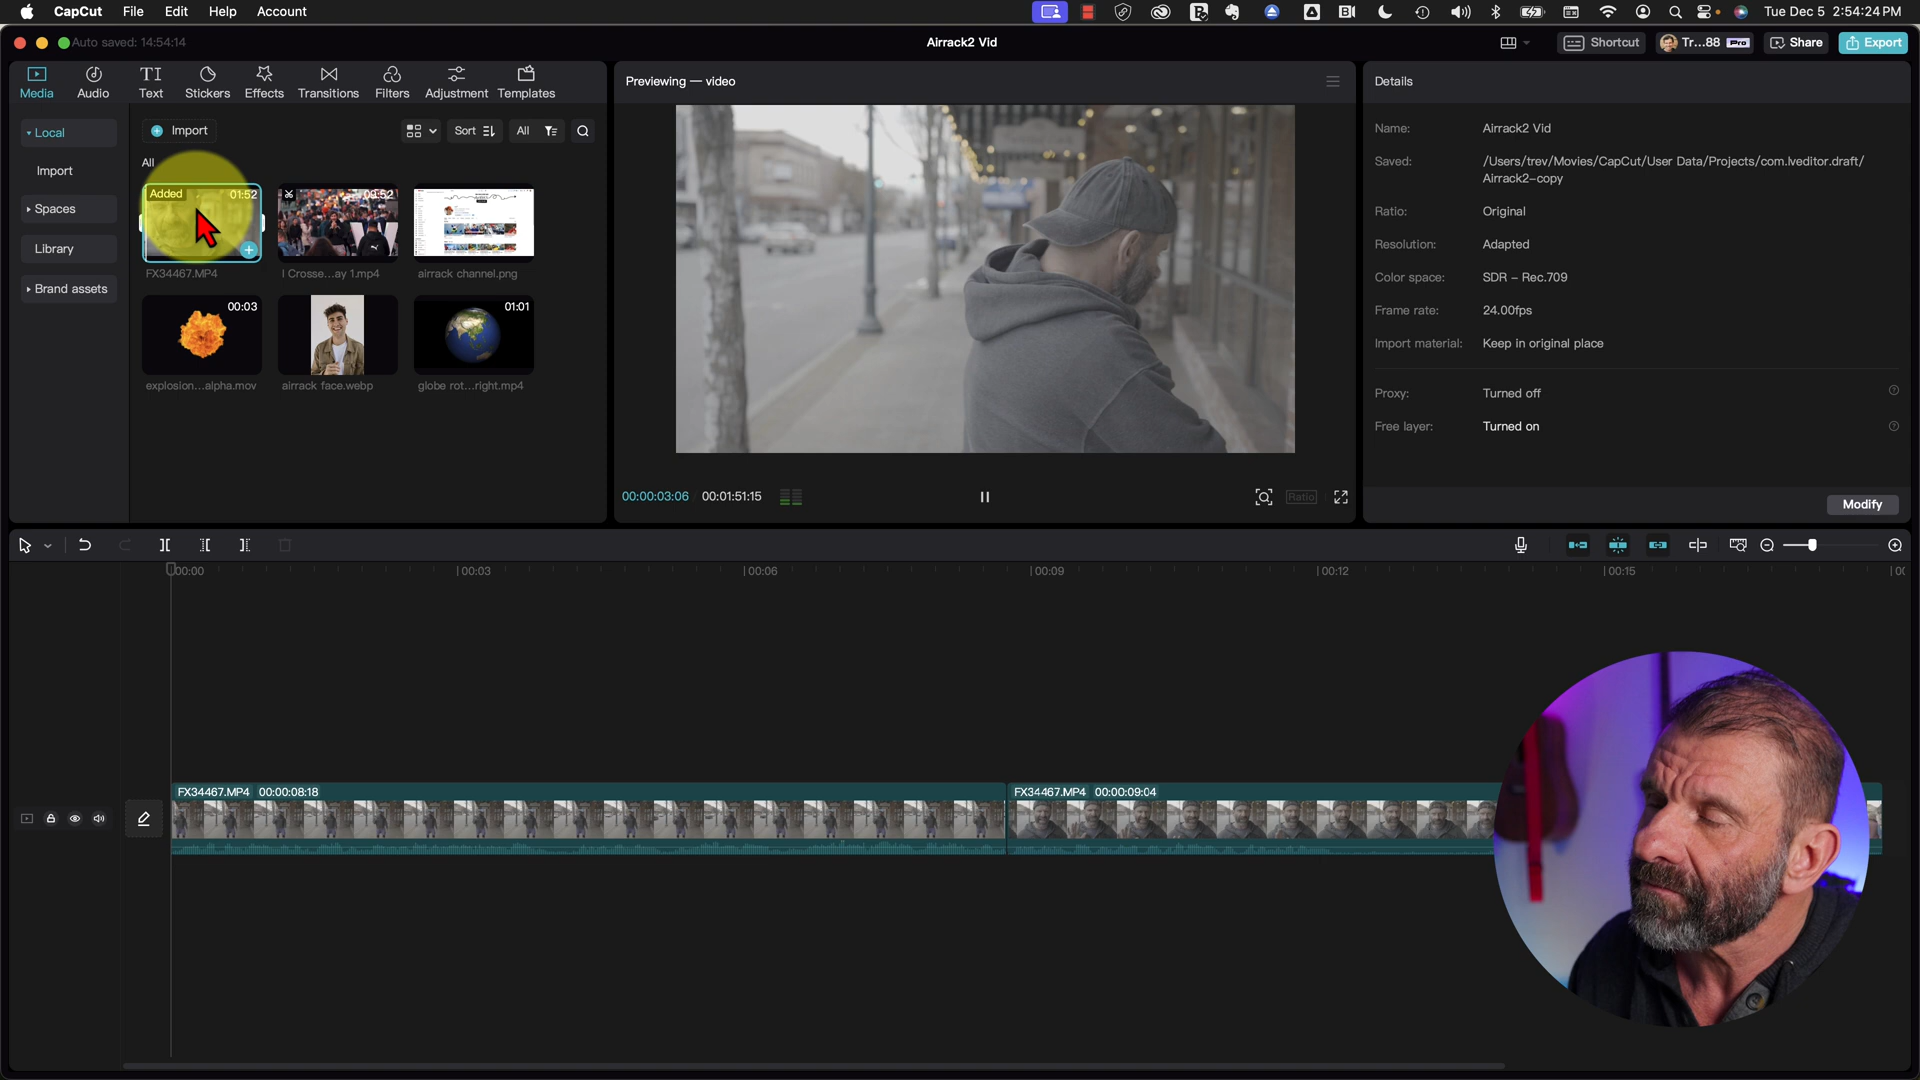 CapCut File Edit Help Account
Tue Dec 5 2:54:24 PM
Auto saved: 14:54:14
Airrack2 Vid
Shortcut
Tr...88 Pro
Share
Export
Media Audio Text Stickers Effects Transitions Filters Adjustment Templates
Local
Import
Spaces
Library
Brand assets
Import
Sort
All
All
Added
01:52
FX34467.MP4
09:52
I Crosse...ay 1.mp4
airrack channel.png
00:03
explosion...alpha.mov
airrack face.webp
01:01
globe rot...right.mp4
Previewing — video
00:00:03:06 00:01:51:15
Ratio
Details
Name: Airrack2 Vid
Saved: /Users/trev/Movies/CapCut/User Data/Projects/com.lveditor.draft/
Airrack2-copy
Ratio: Original
Resolution: Adapted
Color space: SDR - Rec.709
Frame rate: 24.00fps
Import material: Keep in original place
Proxy: Turned off
Free layer: Turned on
Modify
00:00
00:03
00:06
00:09
00:12
00:15
FX34467.MP4 00:00:08:18
FX34467.MP4 00:00:09:04